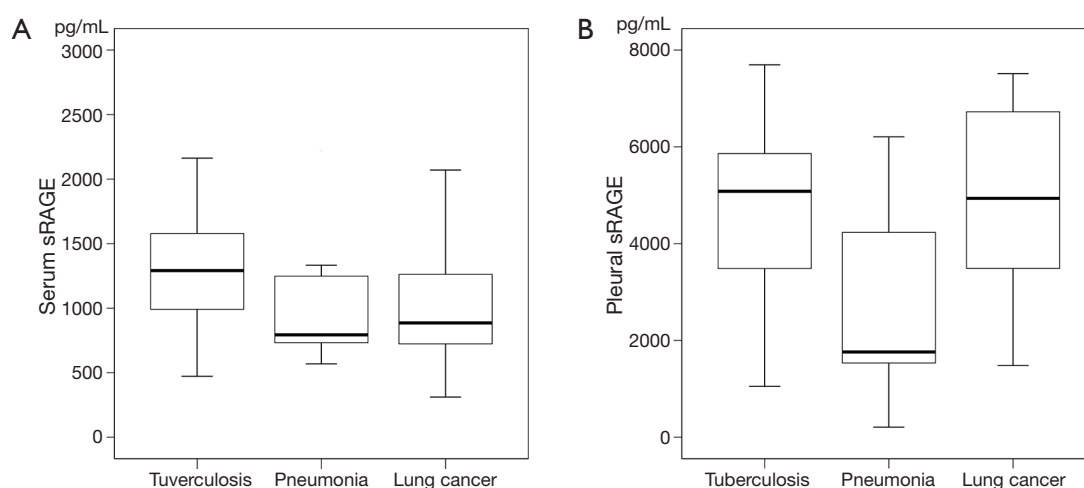 A
pg/mL
3000
2500
2000
1500
1000
500
0
Serum sRAGE
Tuverculosis Pneumonia Lung cancer
B
pg/mL
8000
6000
4000
2000
0
Pleural sRAGE
Tuberculosis Pneumonia Lung cancer